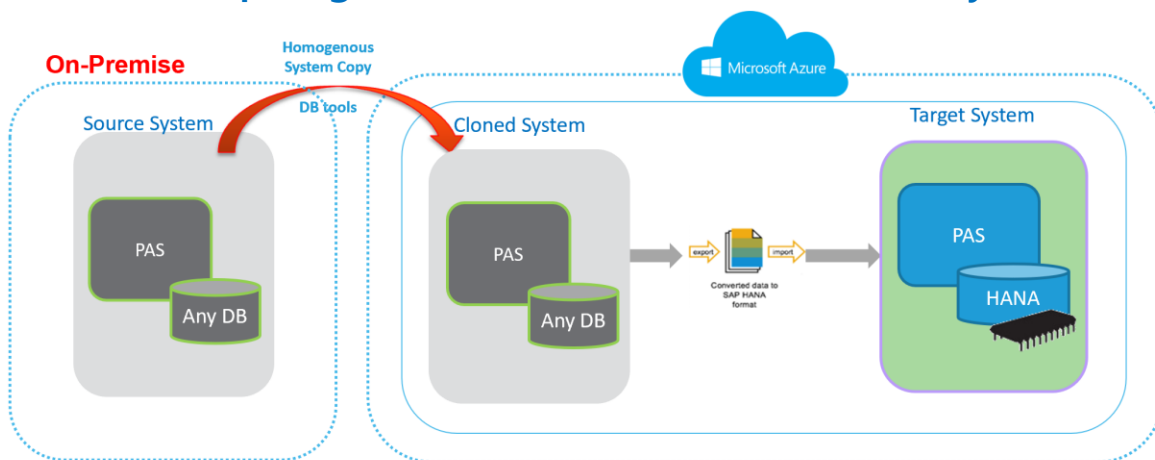 On-Premise
Homogenous
System Copy
DB tools
Microsoft Azure
Source System
Cloned System
Target System
PAS
Any DB
PAS
Any DB
export
import
Converted data to
SAP HANA
format
PAS
HANA